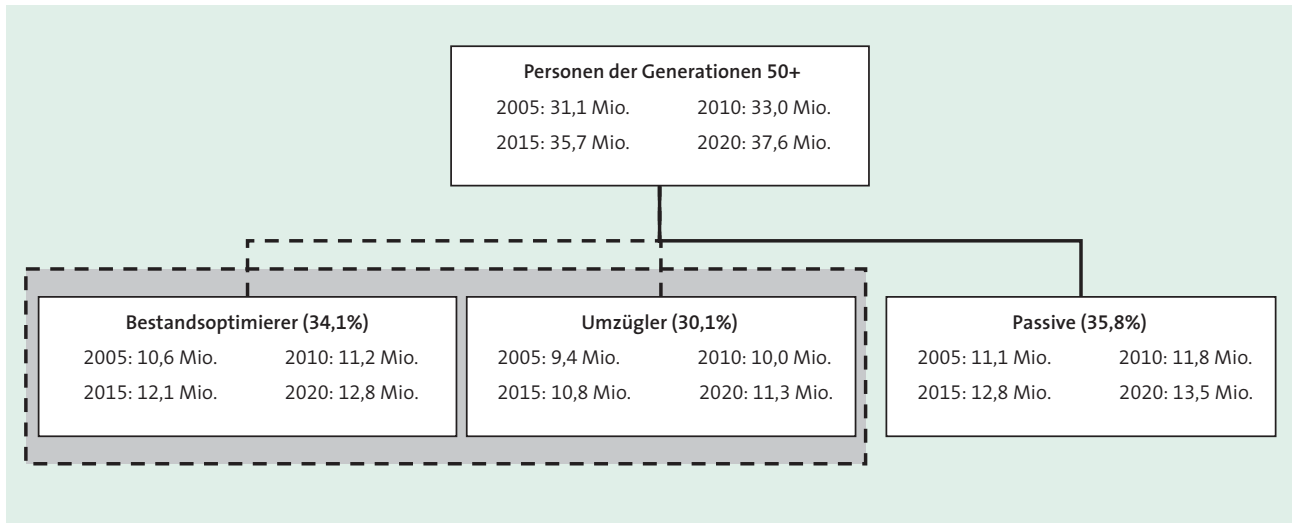 Personen der Generationen 50+
2005: 31,1 Mio. 2010: 33,0 Mio.
2015: 35,7 Mio. 2020: 37,6 Mio.
Bestandsoptimierer (34,1%)
2005: 10,6 Mio. 2010: 11,2 Mio.
2015: 12,1 Mio. 2020: 12,8 Mio.
Umzügler (30,1%)
2005: 9,4 Mio. 2010: 10,0 Mio.
2015: 10,8 Mio. 2020: 11,3 Mio.
Passive (35,8%)
2005: 11,1 Mio. 2010: 11,8 Mio.
2015: 12,8 Mio. 2020: 13,5 Mio.